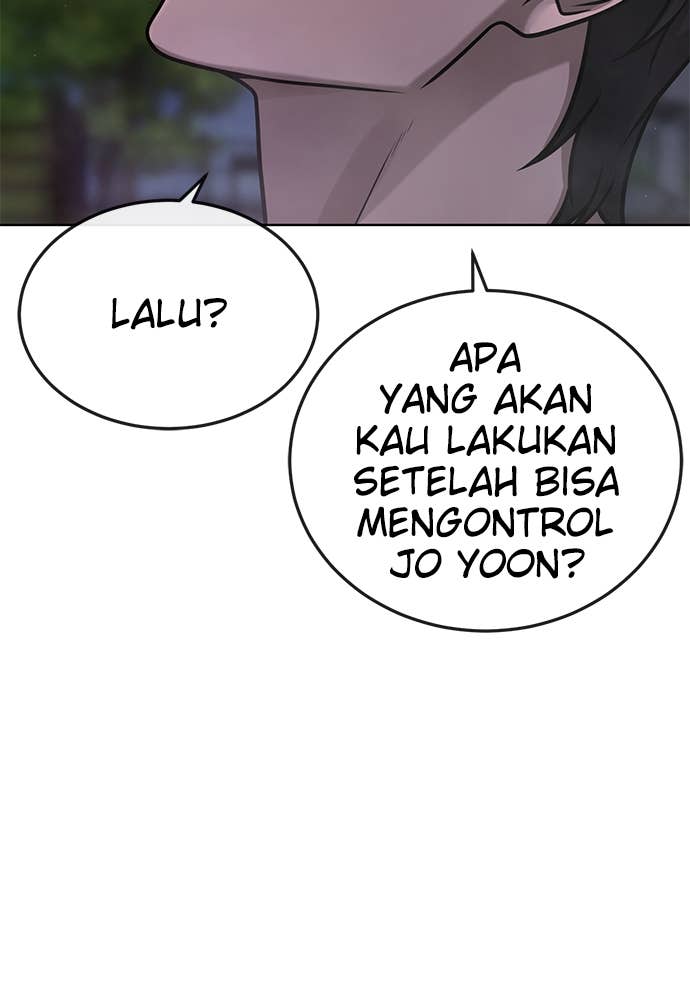 LALU?
APA
YANG AKAN
KAU LAKUKAN
SETELAH BISA
MENGONTROL
JO YOON?